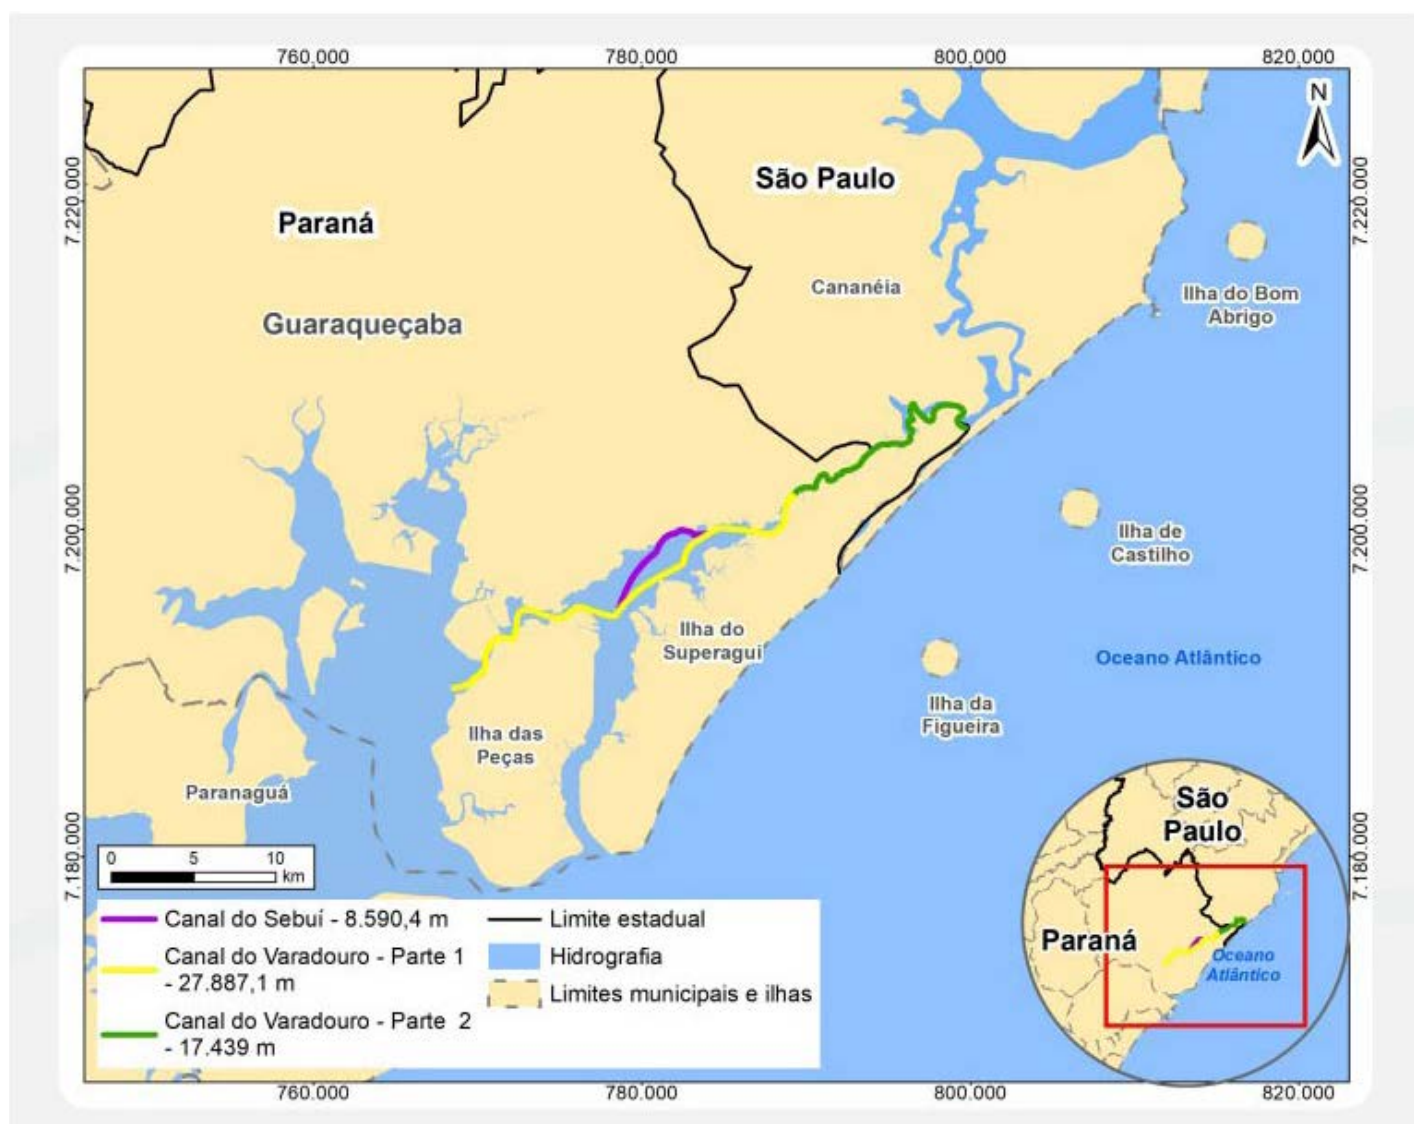 760.000 780.000 800.000 820.000
N
7.220.000
7.220.000
São Paulo
Paraná
Cananéia
Ilha do Bom
Abrigo
Guaraqueçaba
7.200.000
7.200.000
Ilha de
Castilho
Ilha do
Superagui
Oceano Atlântico
Ilha da
Figueira
Ilha das
Peças
Paranaguá
7.180.000
7.180.000
0 5 10
km
Canal do Sebuí - 8.590,4 m
Canal do Varadouro - Parte 1
- 27.887,1 m
Canal do Varadouro - Parte 2
- 17.439 m
Limite estadual
Hidrografia
Limites municipais e ilhas
São
Paulo
Paraná
Oceano
Atlântico
760.000 780.000 800.000 820.000